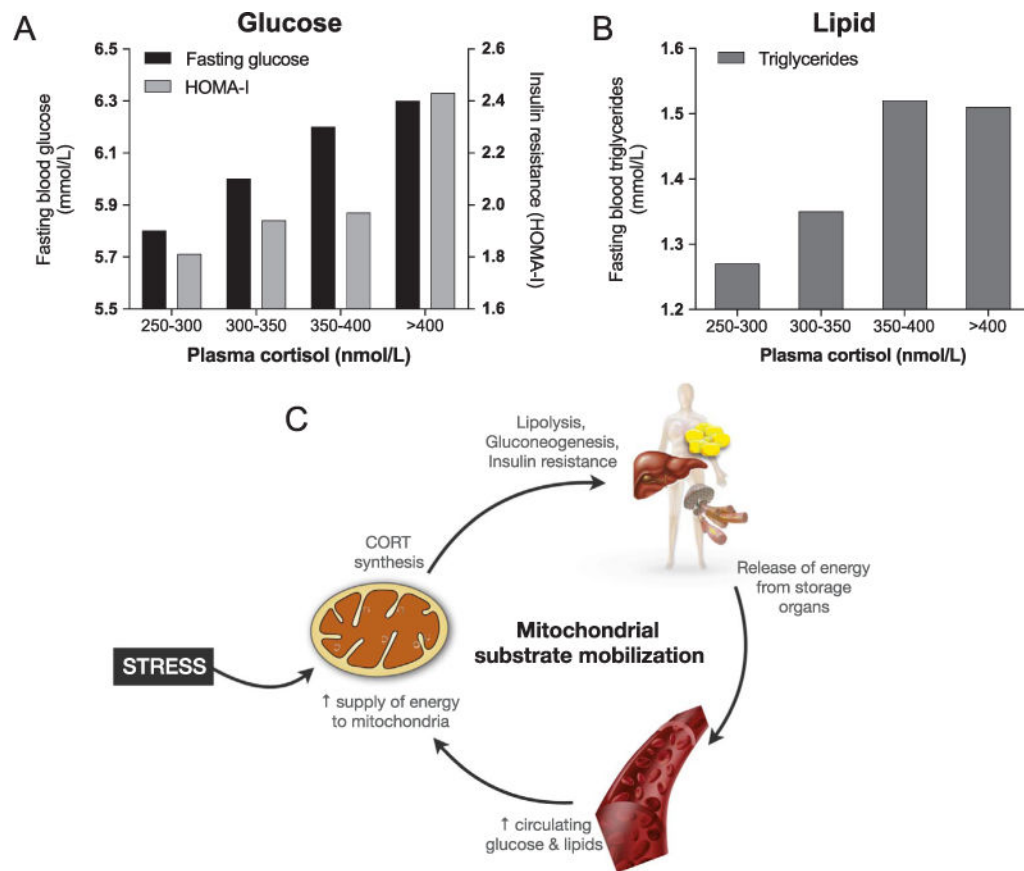 A
Glucose
Fasting glucose
HOMA-I
Fasting blood glucose
(mmol/L)
6.5
6.3
6.1
5.9
5.7
5.5
2.6
2.4
2.2
2.0
1.8
1.6
Insulin resistance (HOMA-I)
250-300
300-350
350-400
>400
Plasma cortisol (nmol/L)
B
Lipid
Triglycerides
Fasting blood triglycerides
(mmol/L)
1.6
1.5
1.4
1.3
1.2
250-300
300-350
350-400
>400
Plasma cortisol (nmol/L)
C
Lipolysis,
Gluconeogenesis,
Insulin resistance
CORT
synthesis
Release of energy
from storage
organs
Mitochondrial
substrate mobilization
STRESS
↑ supply of energy
to mitochondria
↑ circulating
glucose & lipids